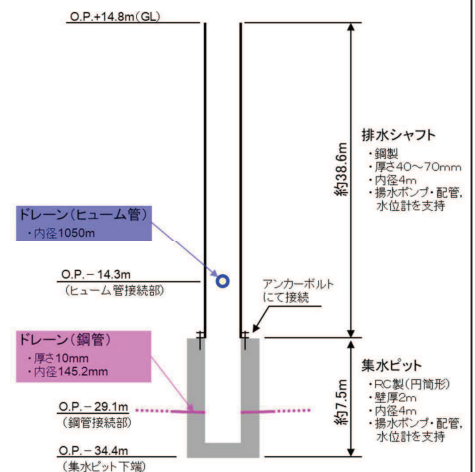 O.P.+14.8m(GL)
約38.6m
排水シャフト
・鋼製
・厚さ40~70mm
・内径4m
・揚水ポンプ・配管,
水位計を支持
ドレーン(ヒューム管)
・内径1050m
O.P.-14.3m
(ヒューム管接続部)
アンカーボルト
にて接続
ドレーン(鋼管)
・厚さ10mm
・内径145.2mm
O.P.-29.1m
(鋼管接続部)
O.P.-34.4m
(集水ピット下端)
約7.5m
集水ピット
・RC製(円筒形)
・壁厚2m
・内径4m
・揚水ポンプ・配管,
水位計を支持